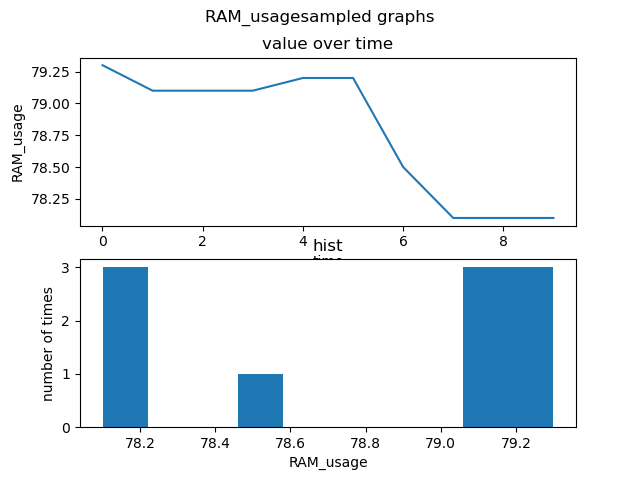 RAM_usagesampled graphs
value over time
79.25
79.00
78.75
78.50
78.25
RAM_usage
0 2 4 6 8
time
hist
3
2
1
0
number of times
78.2 78.4 78.6 78.8 79.0 79.2
RAM_usage